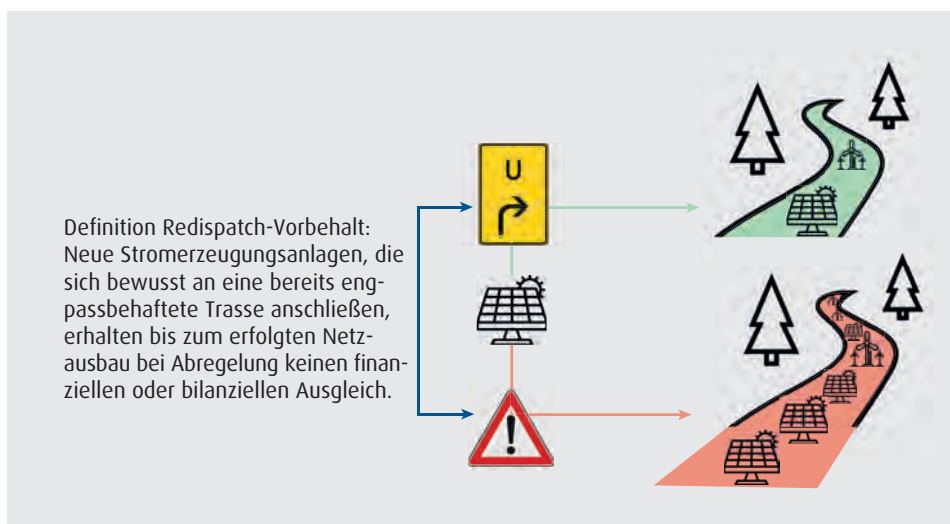 Definition Redispatch-Vorbehalt:
Neue Stromerzeugungsanlagen, die
sich bewusst an eine bereits eng-
passbehaftete Trasse anschließen,
erhalten bis zum erfolgten Netz-
ausbau bei Abregelung keinen finan-
ziellen oder bilanziellen Ausgleich.
U